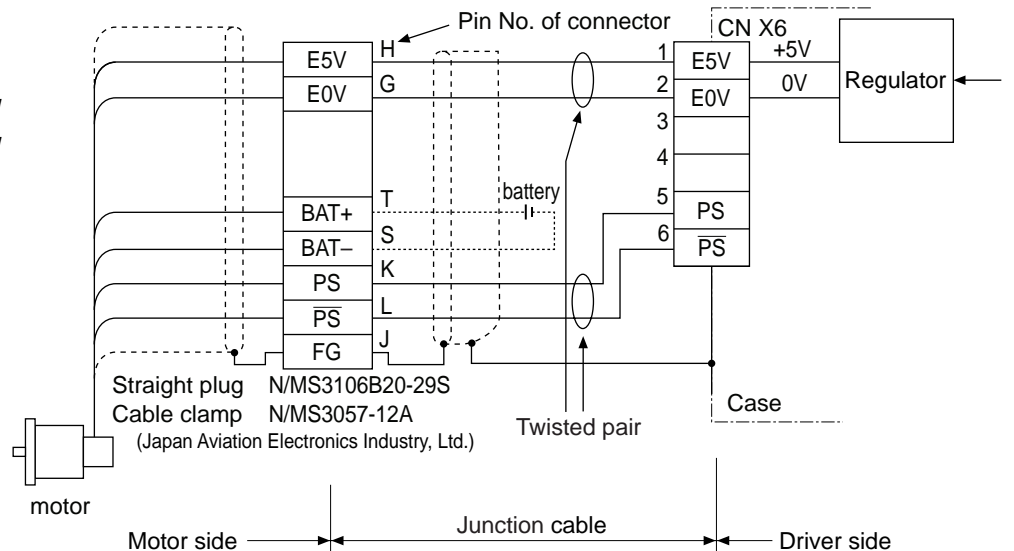 Pin No. of connector
CN X6
H
1
E5V
E5V
+5V
G
2
E0V
E0V
0V
Regulator
3
4
T
battery
5
BAT+
PS
S
6
BAT–
P̅S̅
K
PS
L
P̅S̅
J
FG
Straight plug N/MS3106B20-29S
Cable clamp N/MS3057-12A
(Japan Aviation Electronics Industry, Ltd.)
Twisted pair
Case
motor
Motor side
Junction cable
Driver side